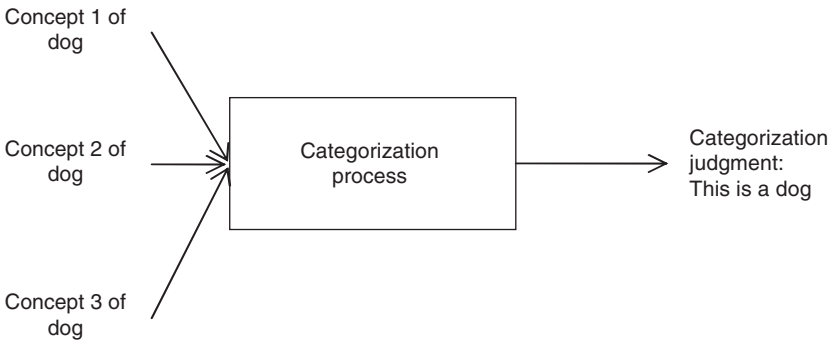 Concept 1 of
dog
Concept 2 of
dog
Concept 3 of
dog
Categorization
process
Categorization
judgment:
This is a dog